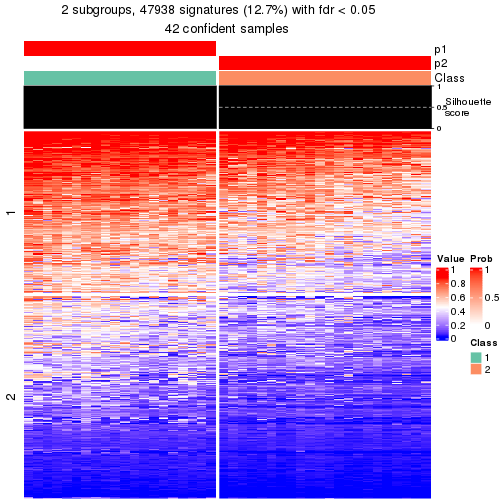 2 subgroups, 47938 signatures (12.7%) with fdr < 0.05
42 confident samples
p1
p2
Class
1
0.5
0
Silhouette
score
1
2
Value
1
0.8
0.6
0.4
0.2
0
Prob
1
0.5
0
Class
1
2